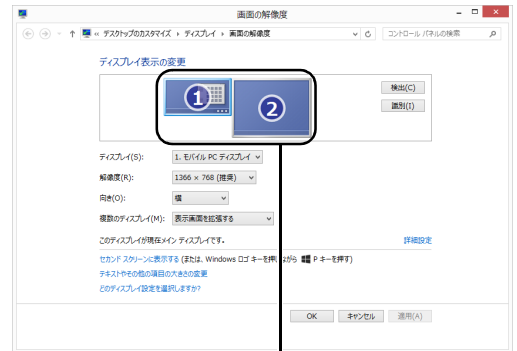 画面の解像度
« デスクトップのカスタマイズ › ディスプレイ › 画面の解像度
コントロール パネルの検索
ディスプレイ表示の変更
1
2
検出(C)
識別(I)
ディスプレイ(S): 1. モバイル PC ディスプレイ
解像度(R): 1366 × 768 (推奨)
向き(O): 横
複数のディスプレイ(M): 表示画面を拡張する
このディスプレイが現在メイン ディスプレイです。 詳細設定
セカンド スクリーンに表示する (または、Windows ロゴ キーを押しながら P キーを押す)
テキストやその他の項目の大きさの変更
どのディスプレイ設定を選択しますか?
OK キャンセル 適用(A)